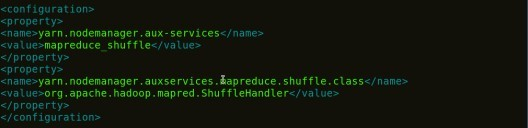 <configuration>
<property>
<name>yarn.nodemanager.aux-services</name>
<value>mapreduce_shuffle</value>
</property>
<property>
<name>yarn.nodemanager.auxservices.mapreduce.shuffle.class</name>
<value>org.apache.hadoop.mapred.ShuffleHandler</value>
</property>
</configuration>